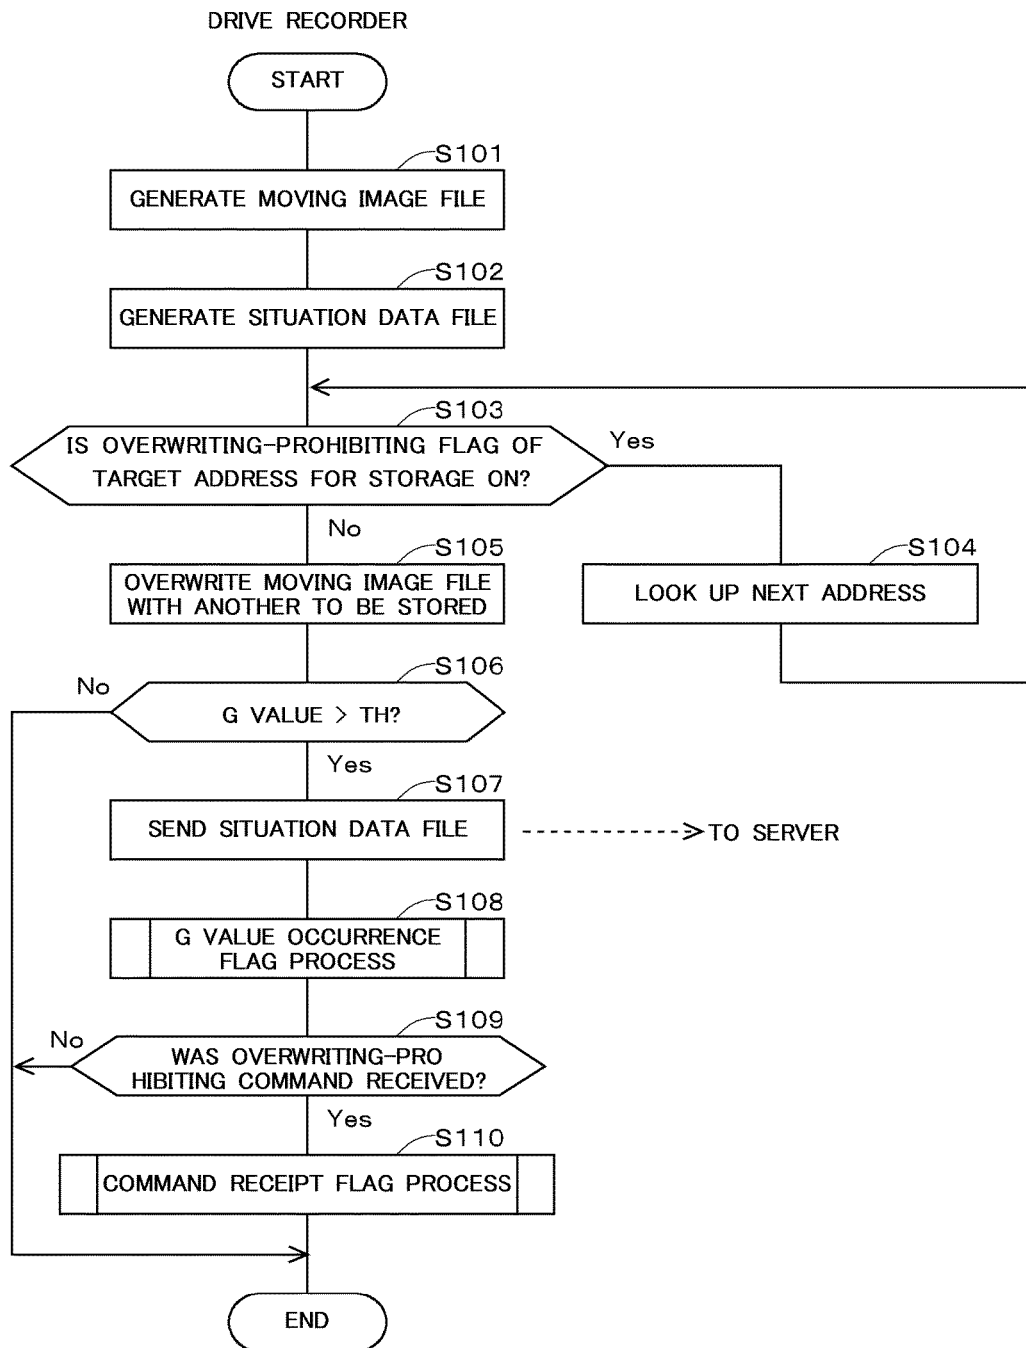 DRIVE RECORDER
START
S101
GENERATE MOVING IMAGE FILE
S102
GENERATE SITUATION DATA FILE
S103
IS OVERWRITING-PROHIBITING FLAG OF
TARGET ADDRESS FOR STORAGE ON?
Yes
No
S104
LOOK UP NEXT ADDRESS
S105
OVERWRITE MOVING IMAGE FILE
WITH ANOTHER TO BE STORED
S106
No
G VALUE > TH?
Yes
S107
SEND SITUATION DATA FILE
TO SERVER
S108
G VALUE OCCURRENCE
FLAG PROCESS
S109
No
WAS OVERWRITING-PRO
HIBITING COMMAND RECEIVED?
Yes
S110
COMMAND RECEIPT FLAG PROCESS
END